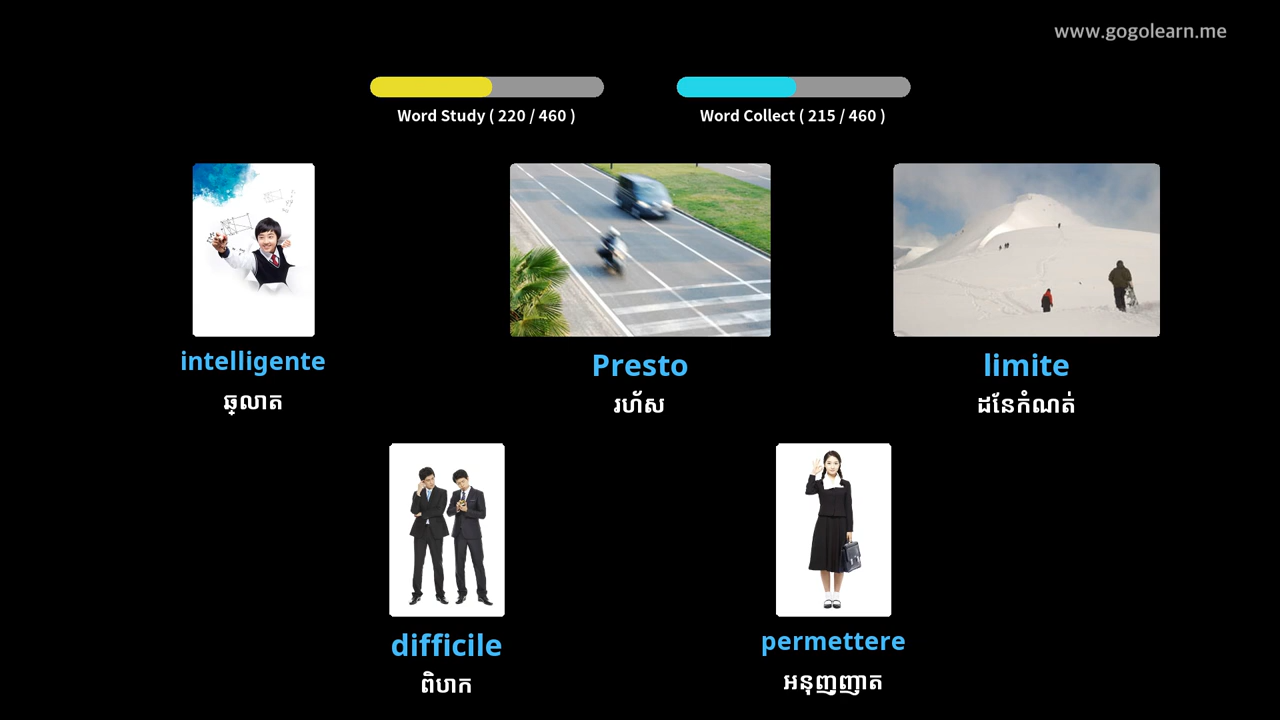 www.gogolearn.me
Word Study ( 220 / 460 )
Word Collect ( 215 / 460 )
intelligente
ឆ្លាត
Presto
រហ័ស
limite
ដែនកំណត់
difficile
ពិបាក
permettere
អនុញ្ញាត